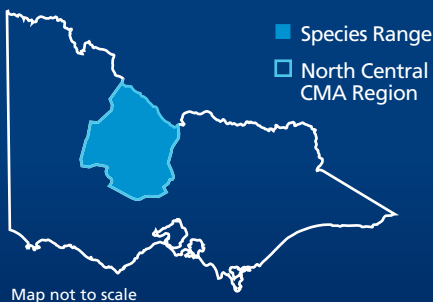 Species Range
North Central
CMA Region
Map not to scale